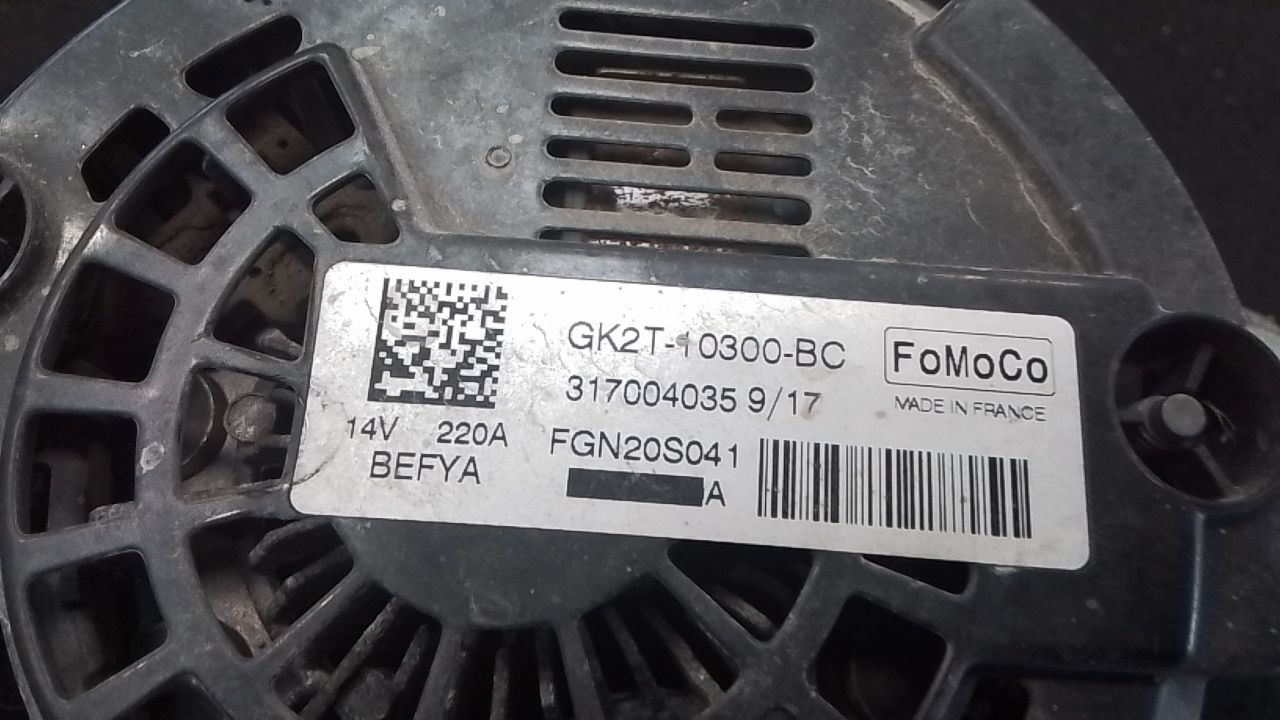 GK2T-10300-BC
317004035 9/17
FoMoCo
MADE IN FRANCE
14V 220A
BEFYA
FGN20S041
A